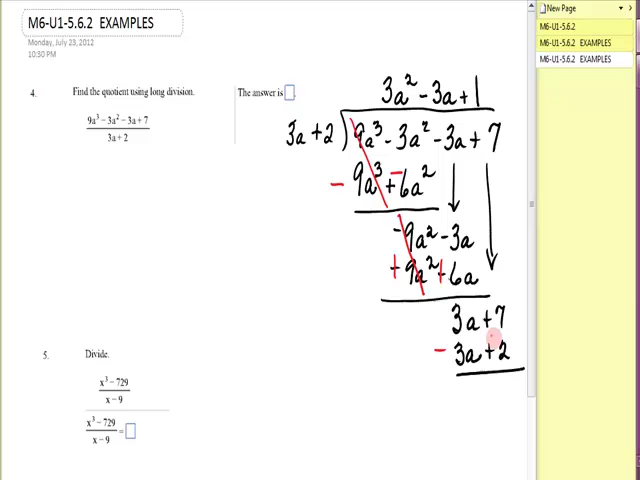 M6-U1-5.6.2 EXAMPLES
Monday, July 23, 2012
10:30 PM
New Page
M6-U1-5.6.2
M6-U1-5.6.2 EXAMPLES
M6-U1-5.6.2 EXAMPLES
4. Find the quotient using long division.
9a³ − 3a² − 3a + 7
3a + 2
The answer is
3a² − 3a + 1
3a + 2 ) 9a³ − 3a² − 3a + 7
− 9a³ + 6a²
− 9a² − 3a
+ 9a² + 6a
3a + 7
− 3a + 2
5. Divide.
x³ − 729
x − 9
x³ − 729
x − 9
=